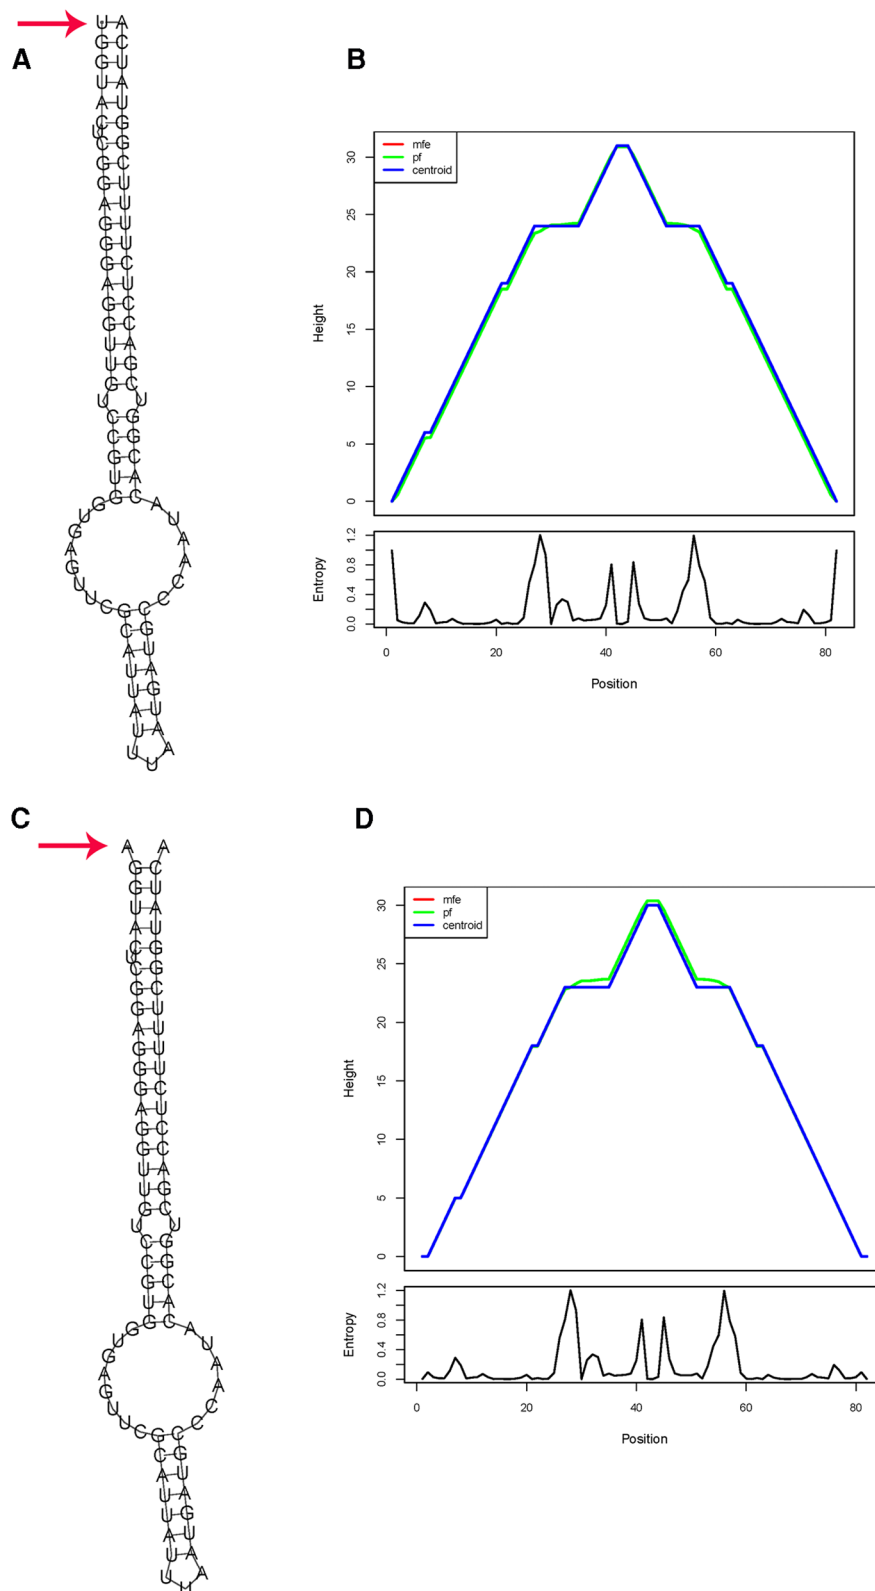 A
UGGUACUCGGAGGGAGGUUGUCCGUGGUGAGUUCGCAUUAUUUAAUGAUGCCCAAUACACGGUCGACCUCUUUUCGGUAUCA
B
mfe
pf
centroid
Height
30
25
20
15
10
5
0
Entropy
1.2
0.8
0.4
0.0
0 20 40 60 80
Position
C
AGGUACUCGGAGGGAGGUUGUCCGUGGUGAGUUCGCAUUAUUUAAUGAUGCCCAAUACACGGUCGACCUCUUUUCGGUAUCA
D
mfe
pf
centroid
Height
30
25
20
15
10
5
0
Entropy
1.2
0.8
0.4
0.0
0 20 40 60 80
Position